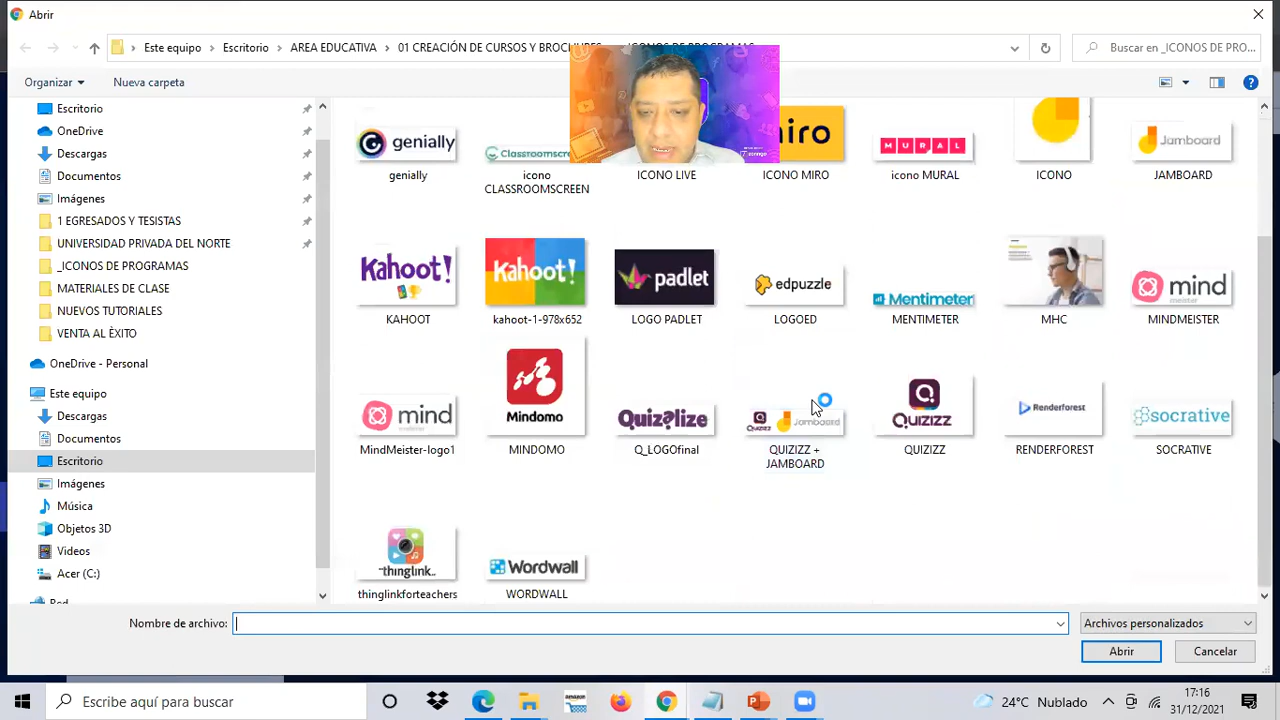 Abrir
Este equipo > Escritorio > AREA EDUCATIVA > 01 CREACIÓN DE CURSOS Y BROCHURES > _ICONOS DE PROGRAMAS
Buscar en _ICONOS DE PRO...
Organizar
Nueva carpeta
Escritorio
OneDrive
Descargas
Documentos
Imágenes
1 EGRESADOS Y TESISTAS
UNIVERSIDAD PRIVADA DEL NORTE
_ICONOS DE PROGRAMAS
MATERIALES DE CLASE
NUEVOS TUTORIALES
VENTA AL ÉXITO
OneDrive - Personal
Este equipo
Descargas
Documentos
Escritorio
Imágenes
Música
Objetos 3D
Videos
Acer (C:)
genially
Classroomscreen
miro
MURAL
Jamboard
genially
icono CLASSROOMSCREEN
ICONO LIVE
ICONO MIRO
icono MURAL
ICONO
JAMBOARD
Kahoot!
Kahoot!
padlet
edpuzzle
Mentimeter
mind
meister
KAHOOT
kahoot-1-978x652
LOGO PADLET
LOGOED
MENTIMETER
MHC
MINDMEISTER
mind
meister
Mindomo
Quizalize
Quizizz
Jamboard
QUIZIZZ
Renderforest
socrative
MindMeister-logo1
MINDOMO
Q_LOGOfinal
QUIZIZZ + JAMBOARD
QUIZIZZ
RENDERFOREST
SOCRATIVE
thinglink..
Wordwall
thinglinkforteachers
WORDWALL
Nombre de archivo:
Archivos personalizados
Abrir
Cancelar
Escribe aquí para buscar
amazon
24°C Nublado
17:16
31/12/2021